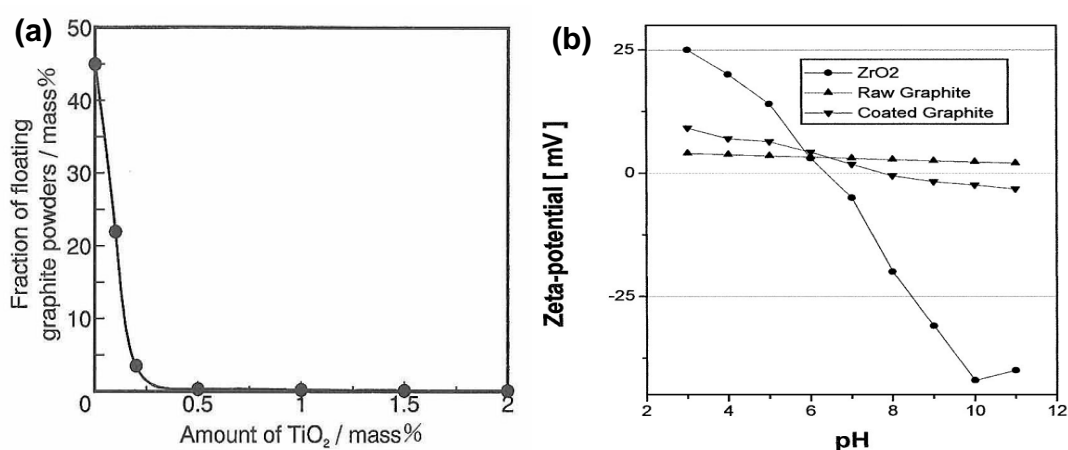 (a)
50
40
30
20
10
0
0.5
1
1.5
2
Fraction of floating
graphite powders / mass%
Amount of TiO2 / mass%
(b)
25
0
-25
Zeta-potential [ mV ]
ZrO2
Raw Graphite
Coated Graphite
2
4
6
8
10
12
pH